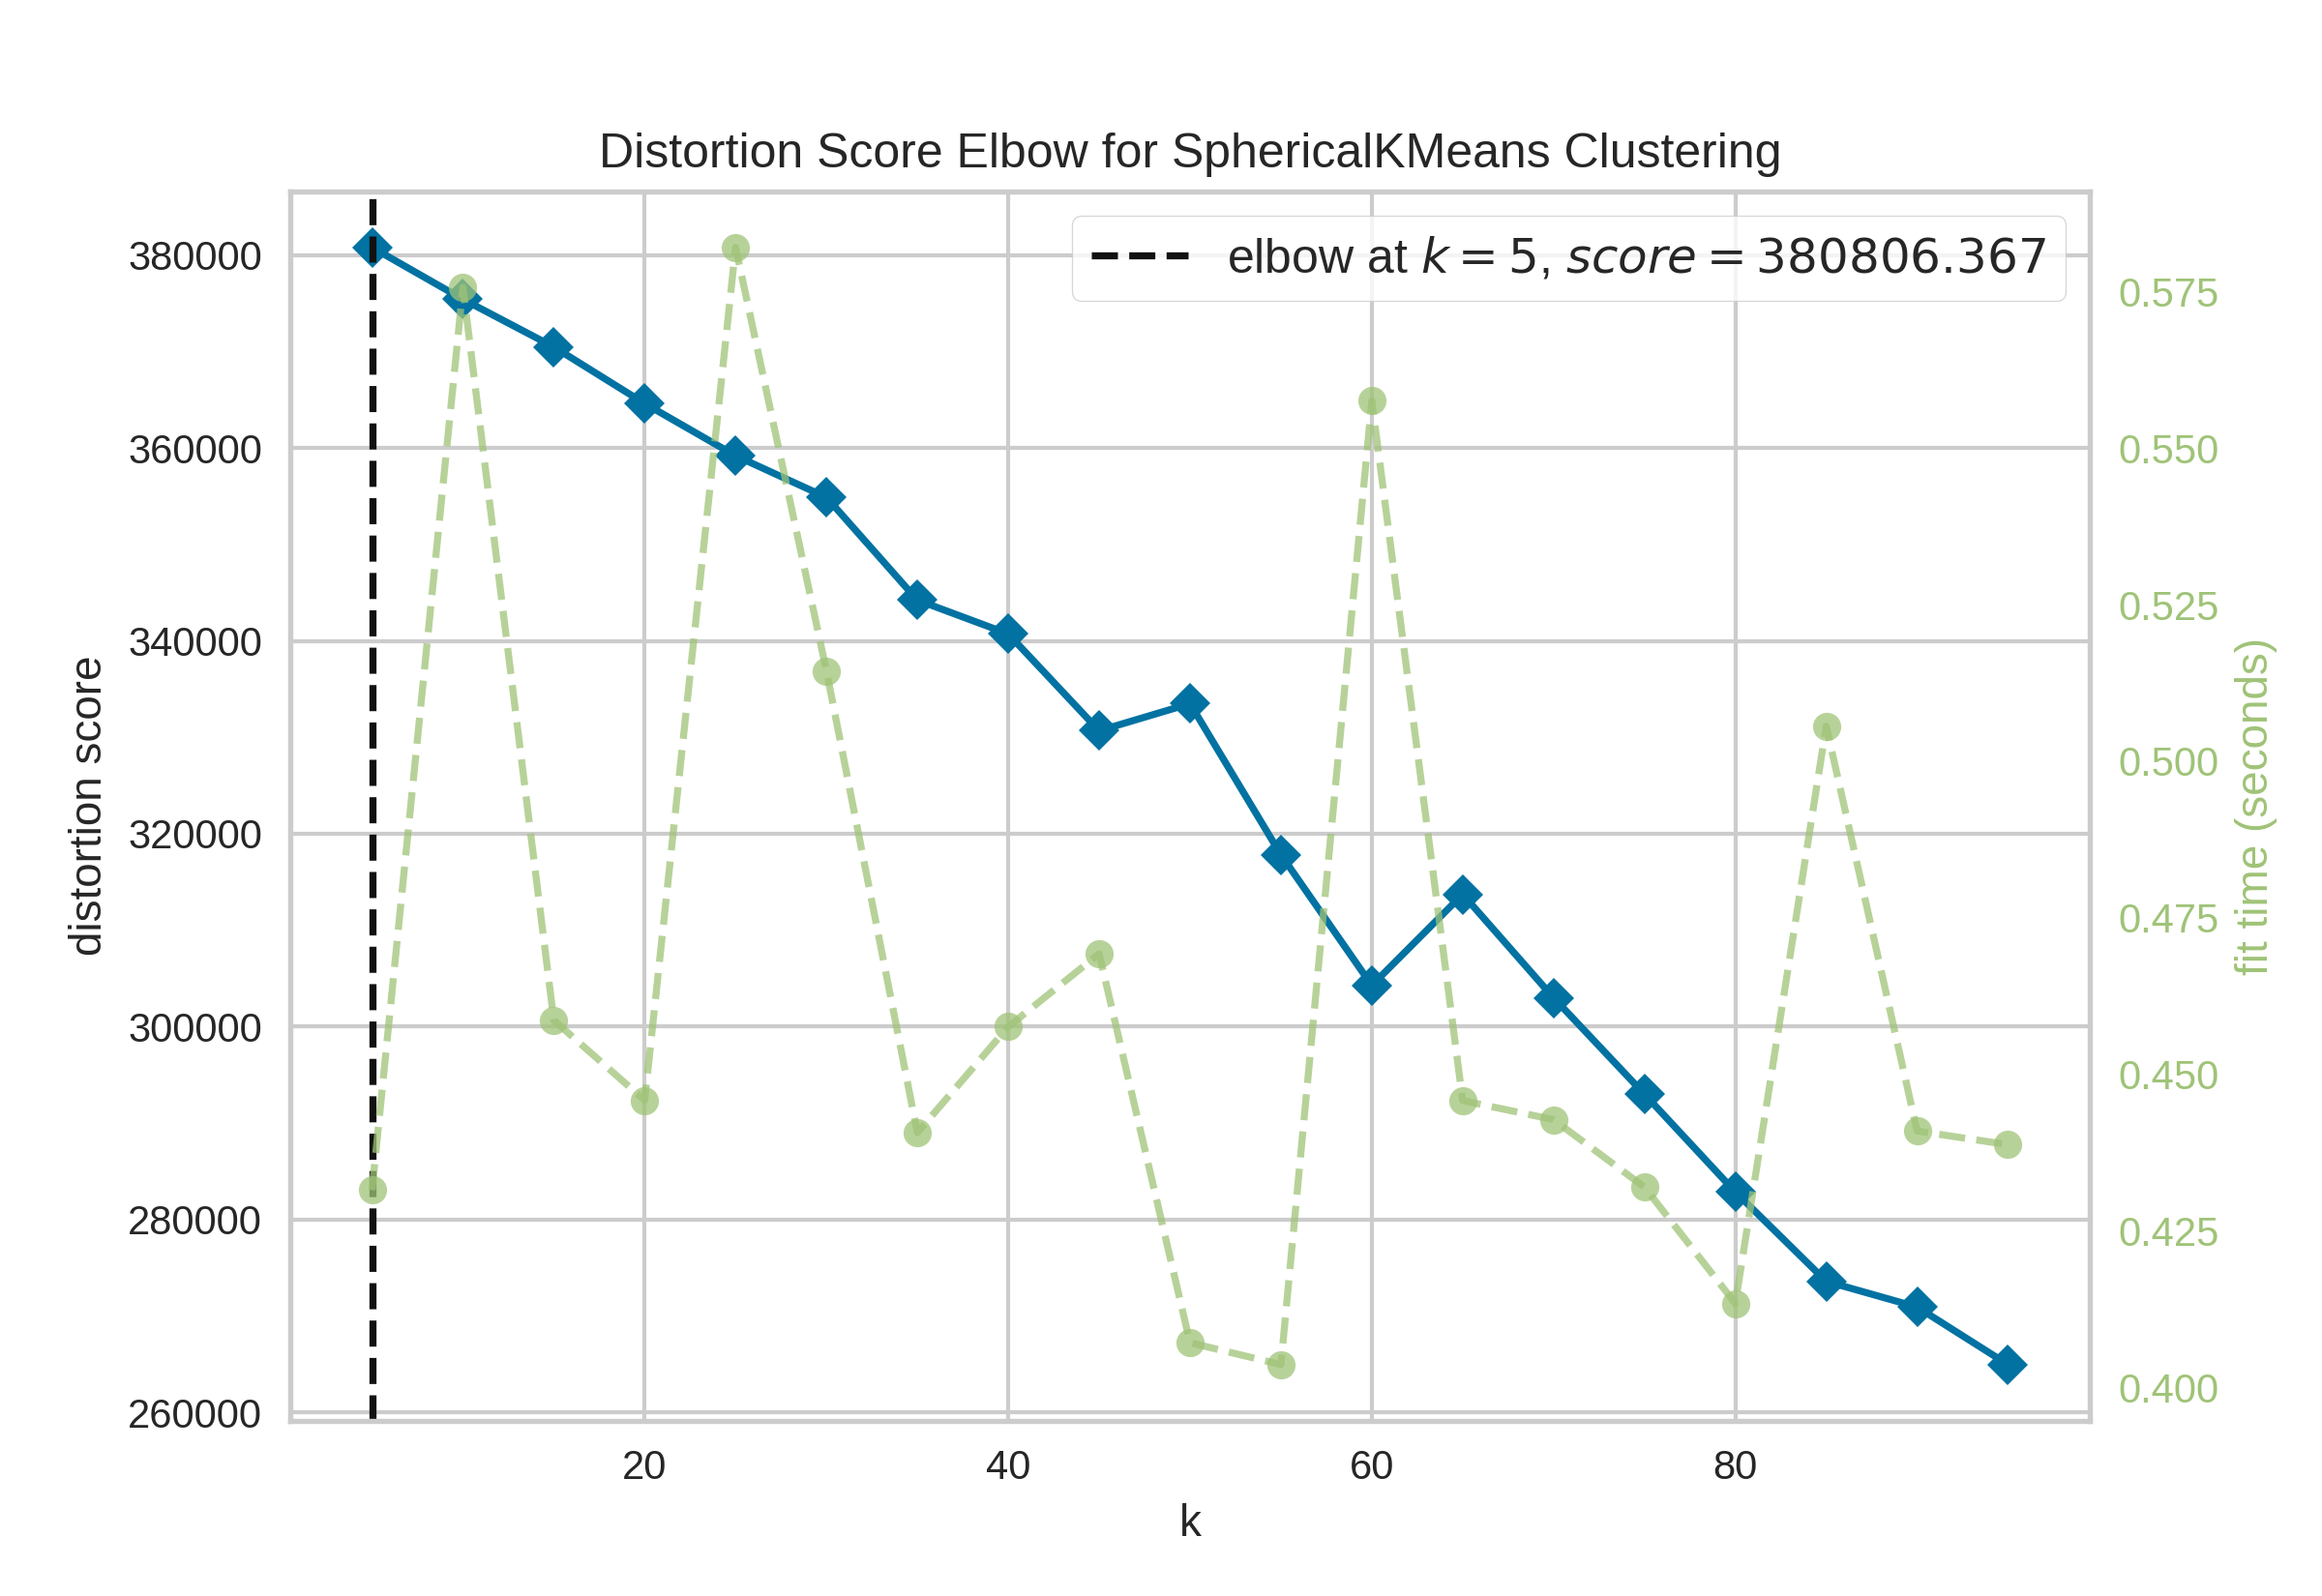 Distortion Score Elbow for SphericalKMeans Clustering
elbow at k = 5, score = 380806.367
380000
360000
340000
320000
300000
280000
260000
distortion score
0.575
0.550
0.525
0.500
0.475
0.450
0.425
0.400
fit time (seconds)
20 40 60 80
k